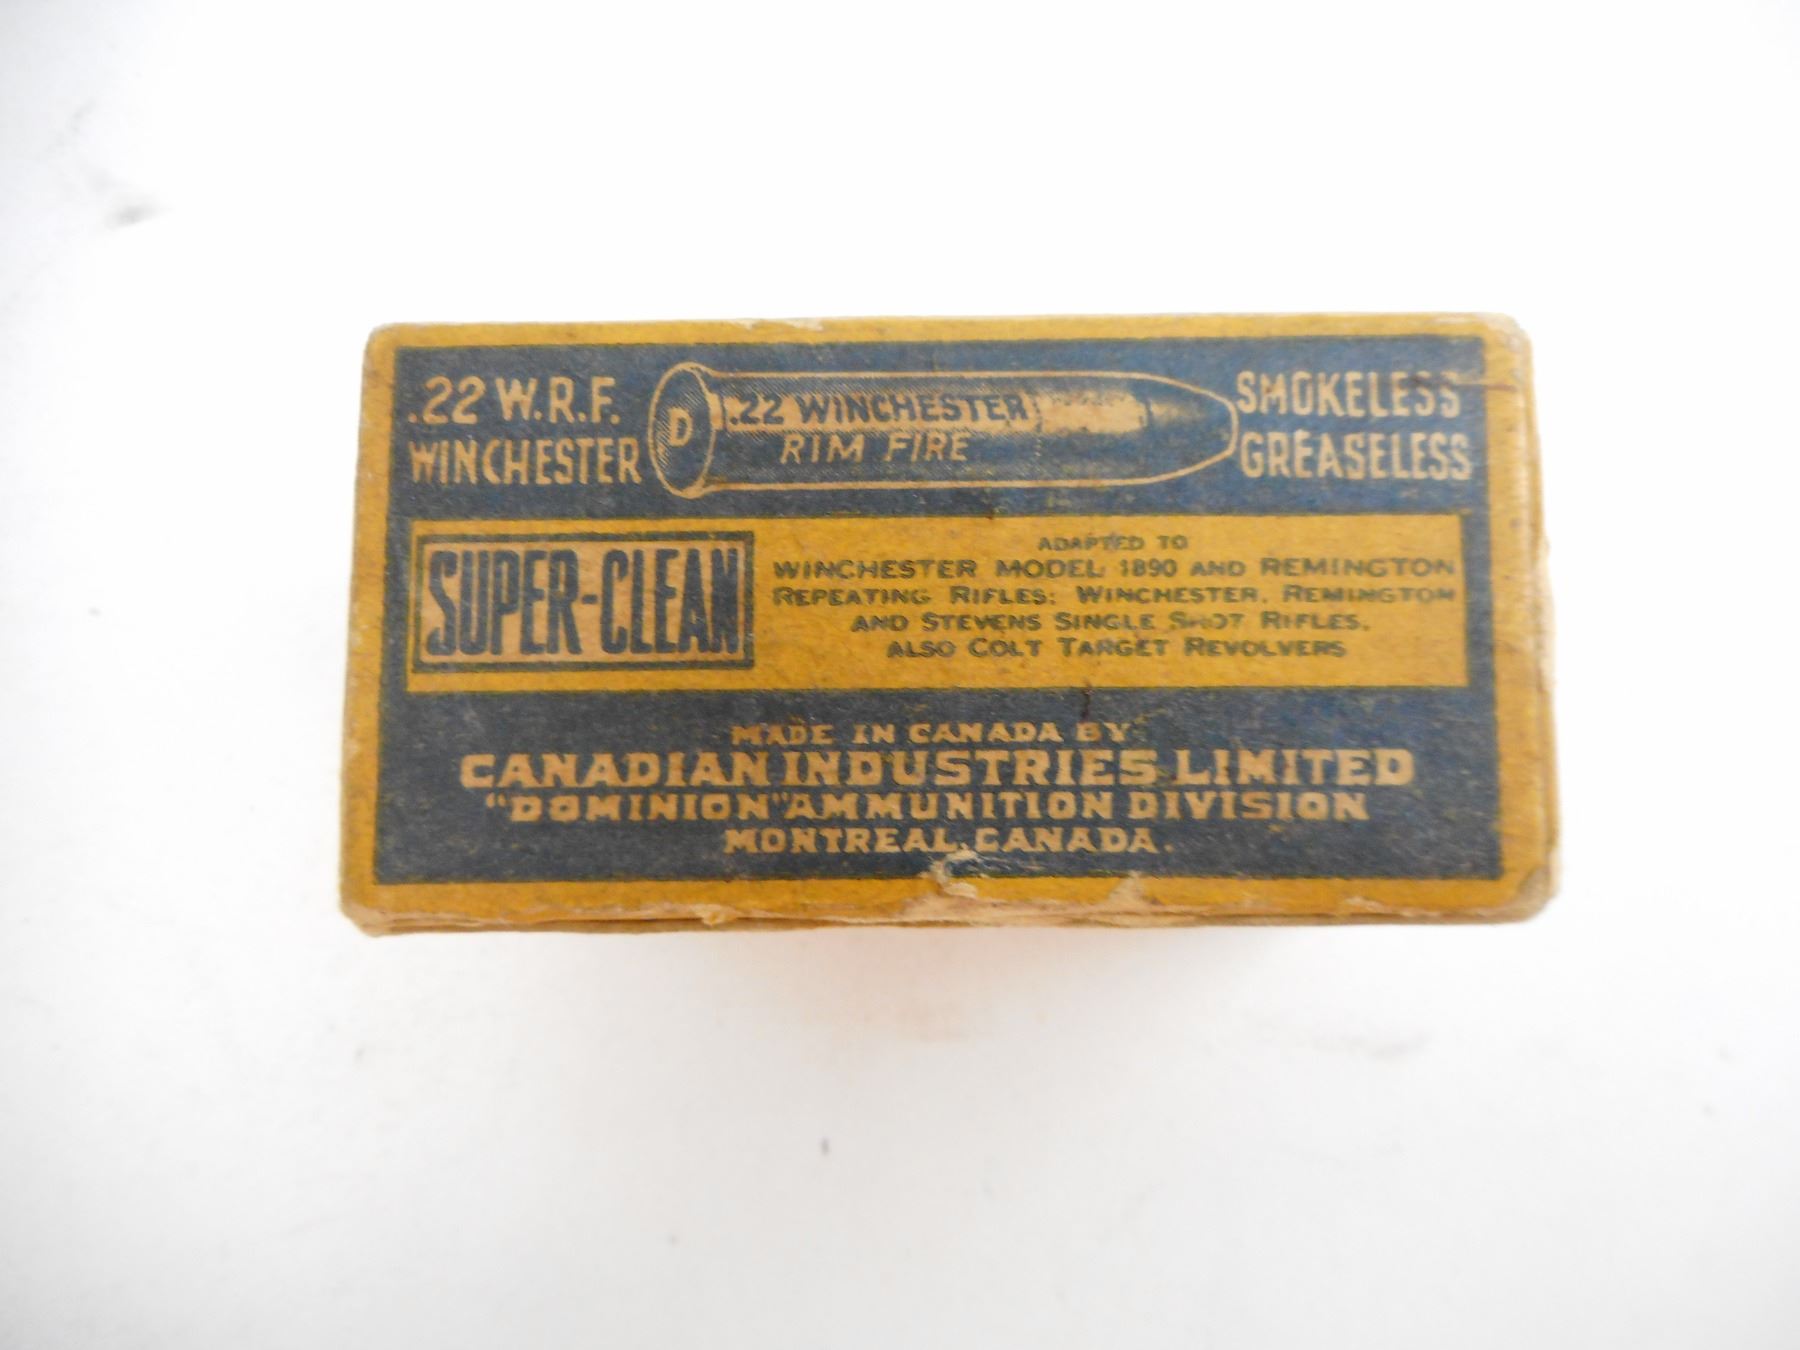 .22 W.R.F.
WINCHESTER
D
.22 WINCHESTER
RIM FIRE
SMOKELESS
GREASELESS
SUPER-CLEAN
ADAPTED TO
WINCHESTER MODEL 1890 AND REMINGTON
REPEATING RIFLES; WINCHESTER, REMINGTON
AND STEVENS SINGLE SHOT RIFLES,
ALSO COLT TARGET REVOLVERS
MADE IN CANADA BY
CANADIAN INDUSTRIES LIMITED
"DOMINION" AMMUNITION DIVISION
MONTREAL, CANADA.